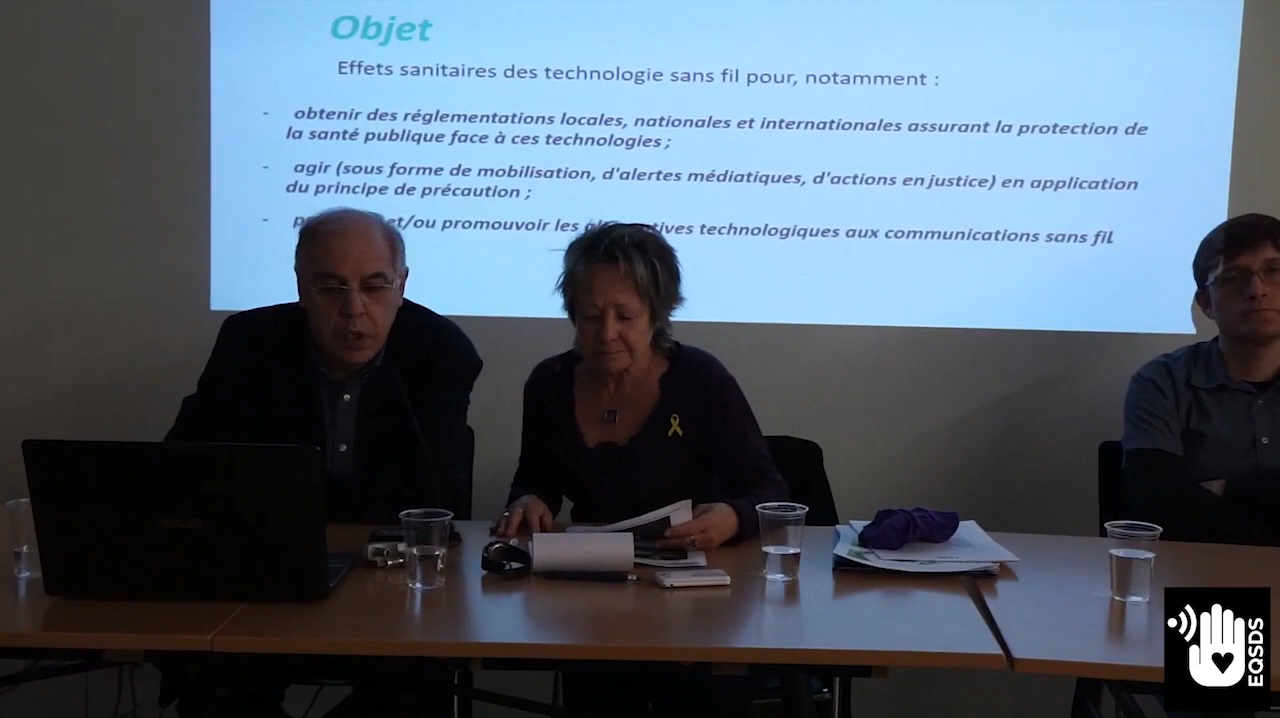 Objet
Effets sanitaires des technologie sans fil pour, notamment :
- obtenir des réglementations locales, nationales et internationales assurant la protection de
la santé publique face à ces technologies ;
- agir (sous forme de mobilisation, d'alertes médiatiques, d'actions en justice) en application
du principe de précaution ;
- et/ou promouvoir les technologiques aux communications sans fil
EQSDS